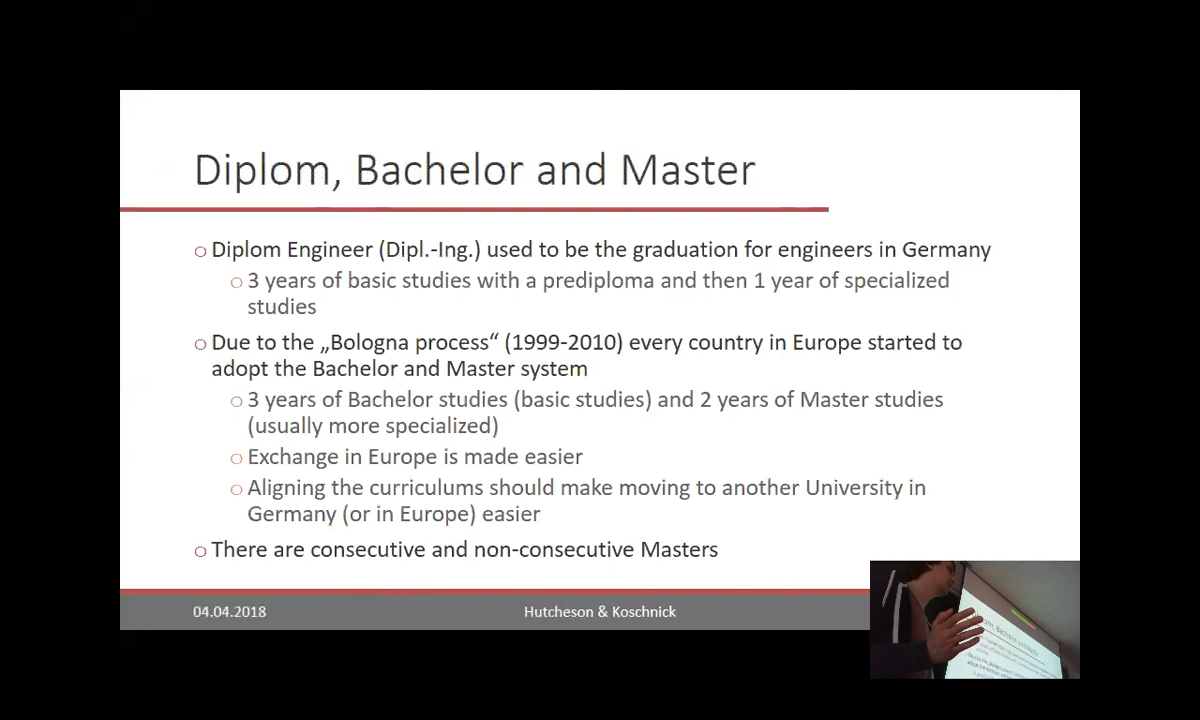 Diplom, Bachelor and Master
Diplom Engineer (Dipl.-Ing.) used to be the graduation for engineers in Germany
3 years of basic studies with a prediploma and then 1 year of specialized
studies
Due to the „Bologna process“ (1999-2010) every country in Europe started to
adopt the Bachelor and Master system
3 years of Bachelor studies (basic studies) and 2 years of Master studies
(usually more specialized)
Exchange in Europe is made easier
Aligning the curriculums should make moving to another University in
Germany (or in Europe) easier
There are consecutive and non-consecutive Masters
04.04.2018
Hutcheson & Koschnick